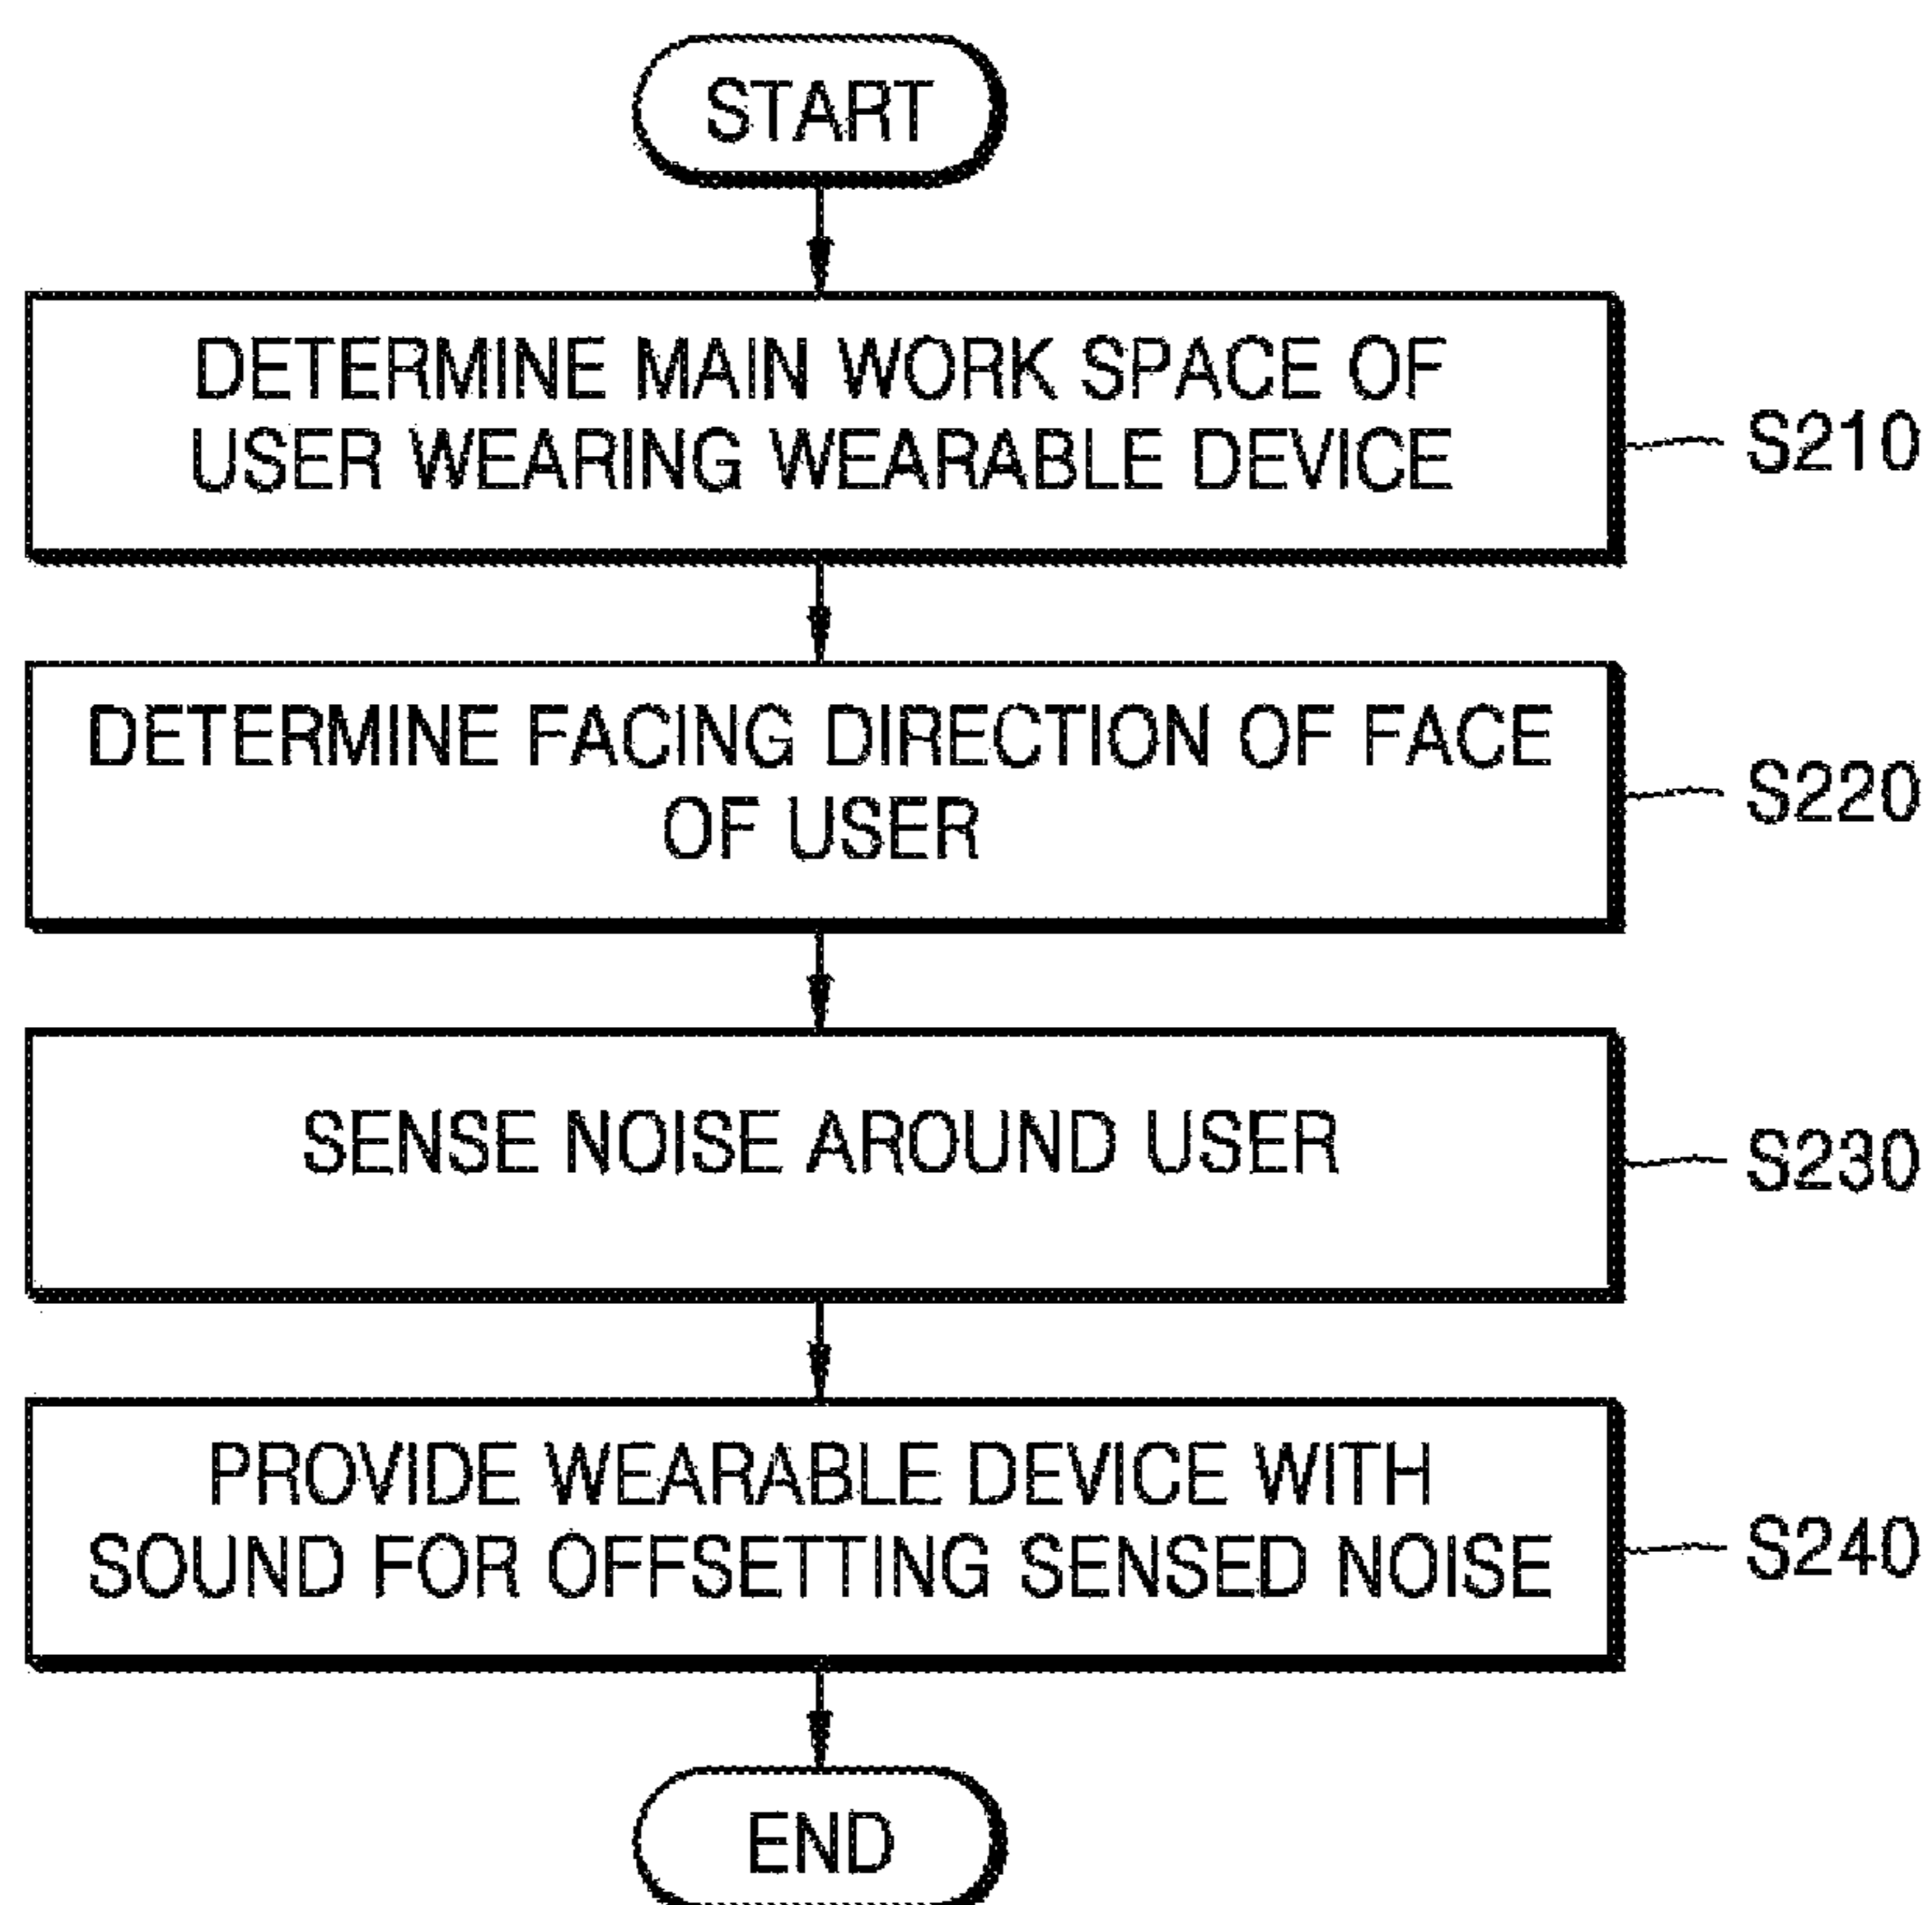 START
DETERMINE MAIN WORK SPACE OF
USER WEARING WEARABLE DEVICE
S210
DETERMINE FACING DIRECTION OF FACE
OF USER
S220
SENSE NOISE AROUND USER
S230
PROVIDE WEARABLE DEVICE WITH
SOUND FOR OFFSETTING SENSED NOISE
S240
END